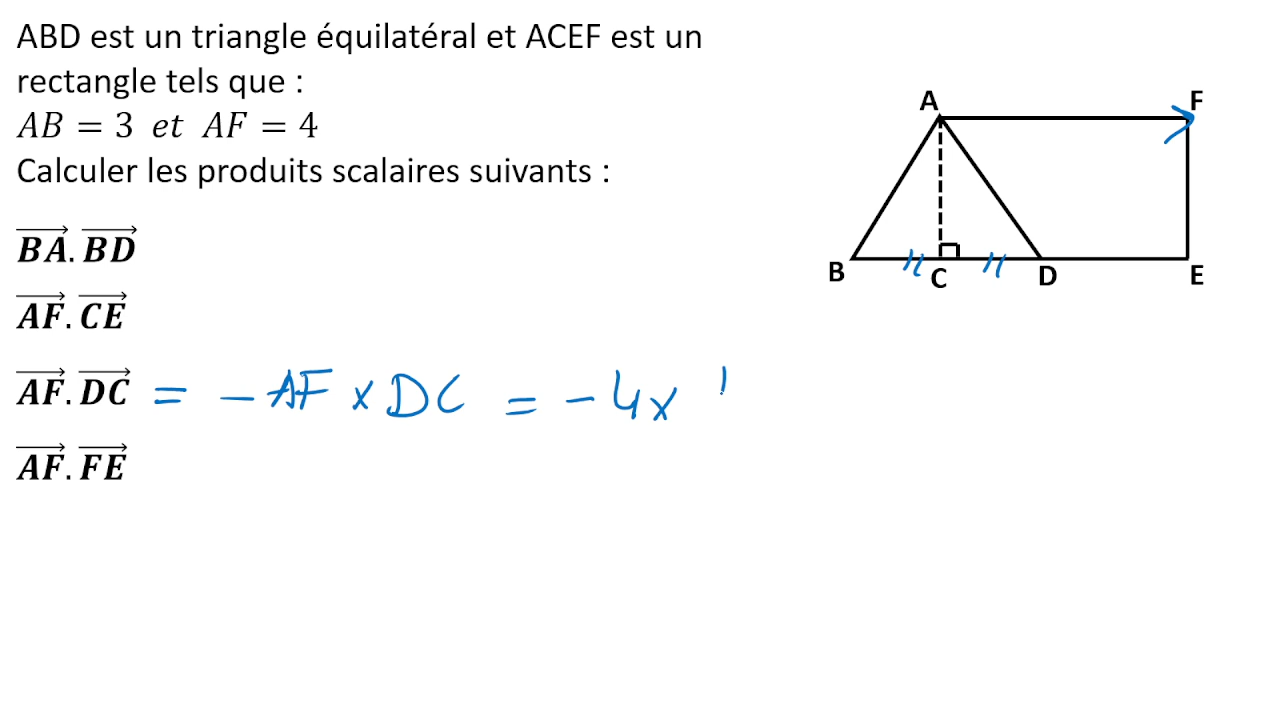 ABD est un triangle équilatéral et ACEF est un
rectangle tels que :
AB = 3 et AF = 4
Calculer les produits scalaires suivants :
BA. BD
AF. CE
AF. DC = - AF x DC = - 4 x
AF. FE
A
F
B
C
D
E